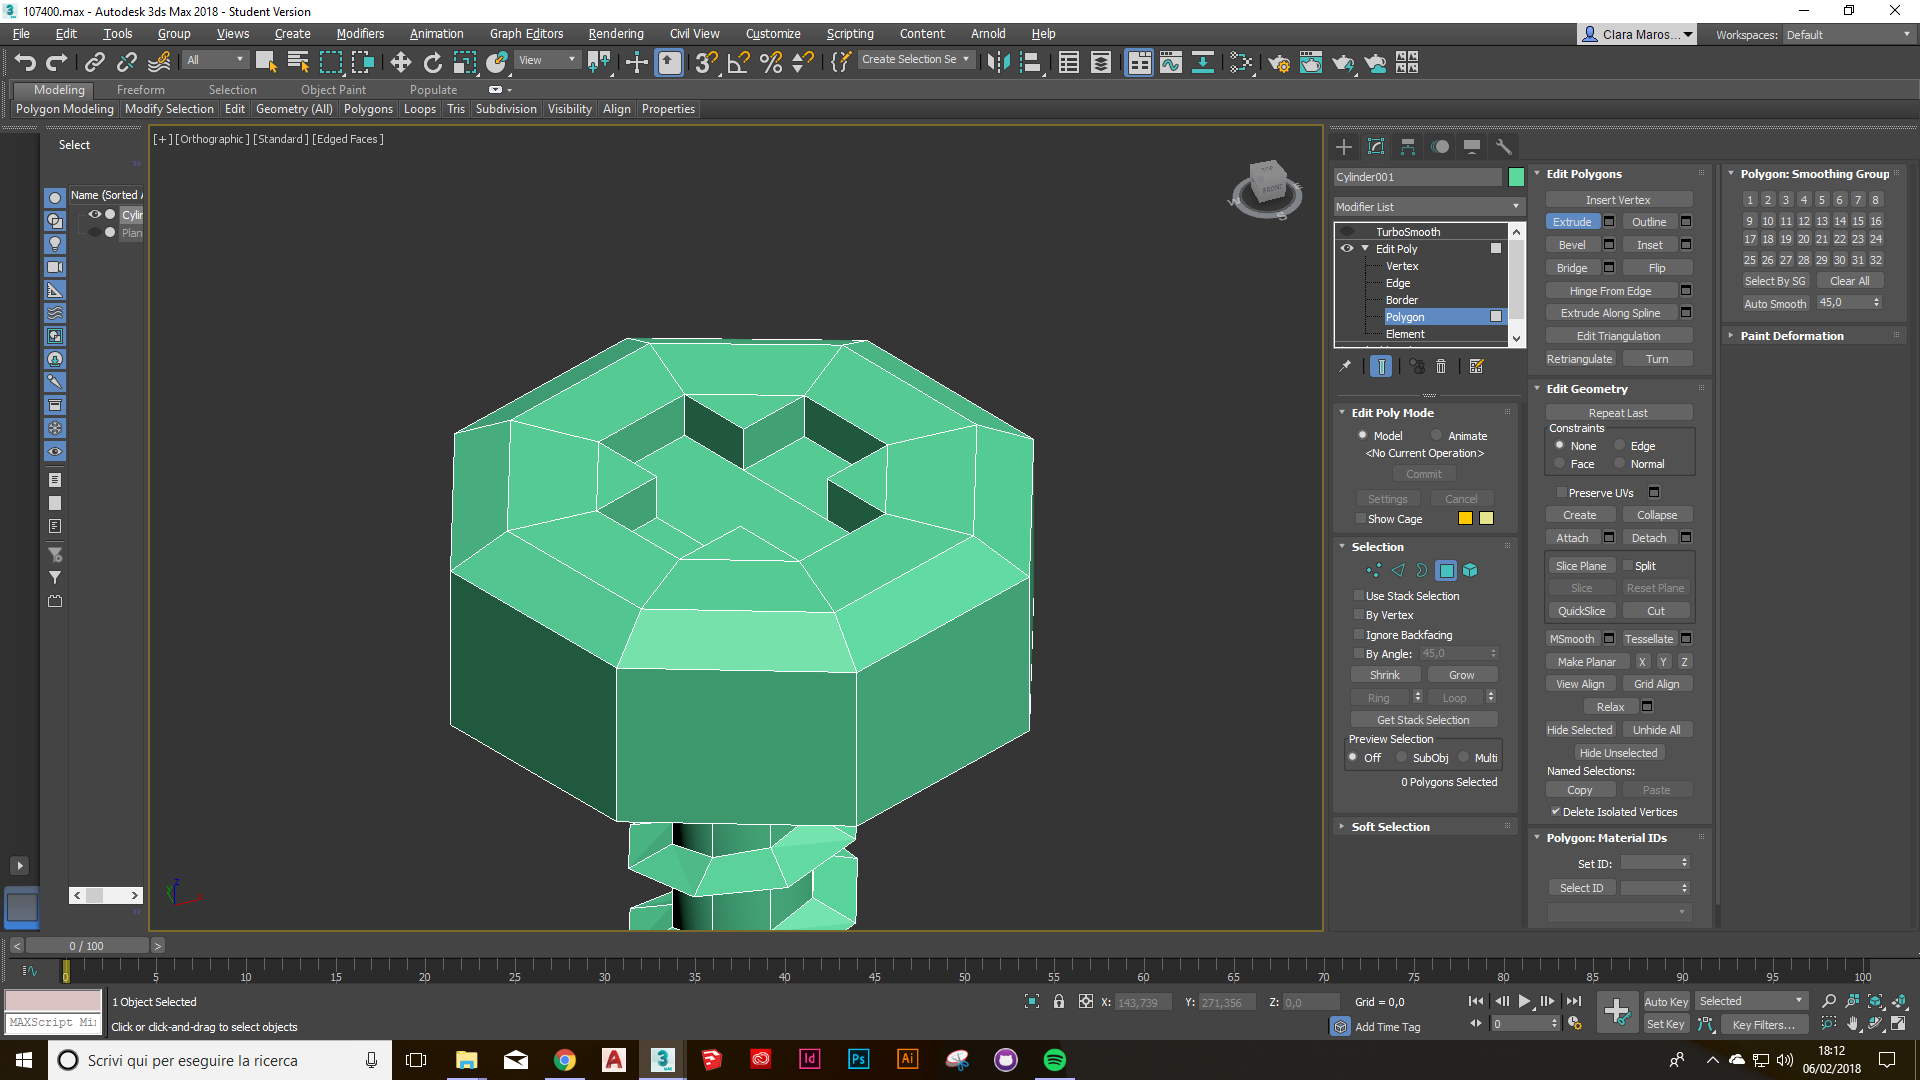 107400.max - Autodesk 3ds Max 2018 - Student Version
File Edit Tools Group Views Create Modifiers Animation Graph Editors Rendering Civil View Customize Scripting Content Arnold Help
Clara Maros... Workspaces: Default
All View Create Selection Se
Modeling Freeform Selection Object Paint Populate
Polygon Modeling Modify Selection Edit Geometry (All) Polygons Loops Tris Subdivision Visibility Align Properties
Select
Name (Sorted A
Cylin
Plan
[+] [Orthographic] [Standard] [Edged Faces]
TOP FRONT W S E
Cylinder001
Modifier List
TurboSmooth
Edit Poly
Vertex
Edge
Border
Polygon
Element
Edit Poly Mode
Model Animate
<No Current Operation>
Commit
Settings Cancel
Show Cage
Selection
Use Stack Selection
By Vertex
Ignore Backfacing
By Angle: 45,0
Shrink Grow
Ring Loop
Get Stack Selection
Preview Selection
Off SubObj Multi
0 Polygons Selected
Soft Selection
Edit Polygons
Insert Vertex
Extrude Outline
Bevel Inset
Bridge Flip
Hinge From Edge
Extrude Along Spline
Edit Triangulation
Retriangulate Turn
Edit Geometry
Repeat Last
Constraints
None Edge
Face Normal
Preserve UVs
Create Collapse
Attach Detach
Slice Plane Split
Slice Reset Plane
QuickSlice Cut
MSmooth Tessellate
Make Planar X Y Z
View Align Grid Align
Relax
Hide Selected Unhide All
Hide Unselected
Named Selections:
Copy Paste
Delete Isolated Vertices
Polygon: Material IDs
Set ID:
Select ID
Polygon: Smoothing Group
1 2 3 4 5 6 7 8
9 10 11 12 13 14 15 16
17 18 19 20 21 22 23 24
25 26 27 28 29 30 31 32
Select By SG Clear All
Auto Smooth 45,0
Paint Deformation
0 / 100
0 5 10 15 20 25 30 35 40 45 50 55 60 65 70 75 80 85 90 95 100
1 Object Selected
X: 143,739 Y: 271,356 Z: 0,0 Grid = 0,0
Auto Key Selected
MAXScript Mi
Click or click-and-drag to select objects
Add Time Tag
0
Set Key Key Filters...
Scrivi qui per eseguire la ricerca
18:12
06/02/2018